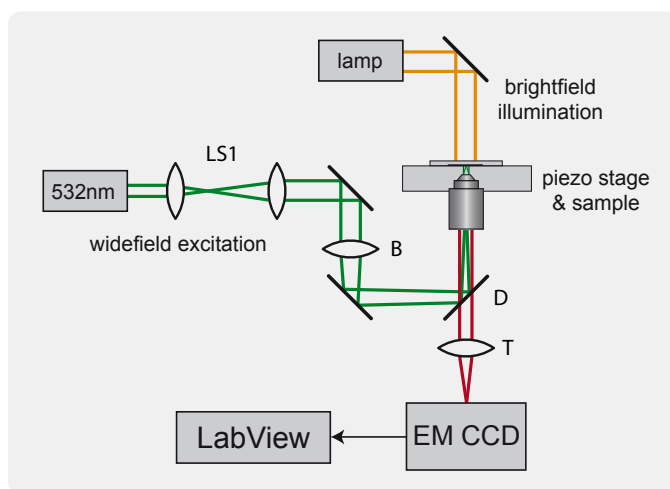 lamp
brightfield
illumination
LS1
532nm
piezo stage
& sample
widefield excitation
B
D
T
LabView
EM CCD